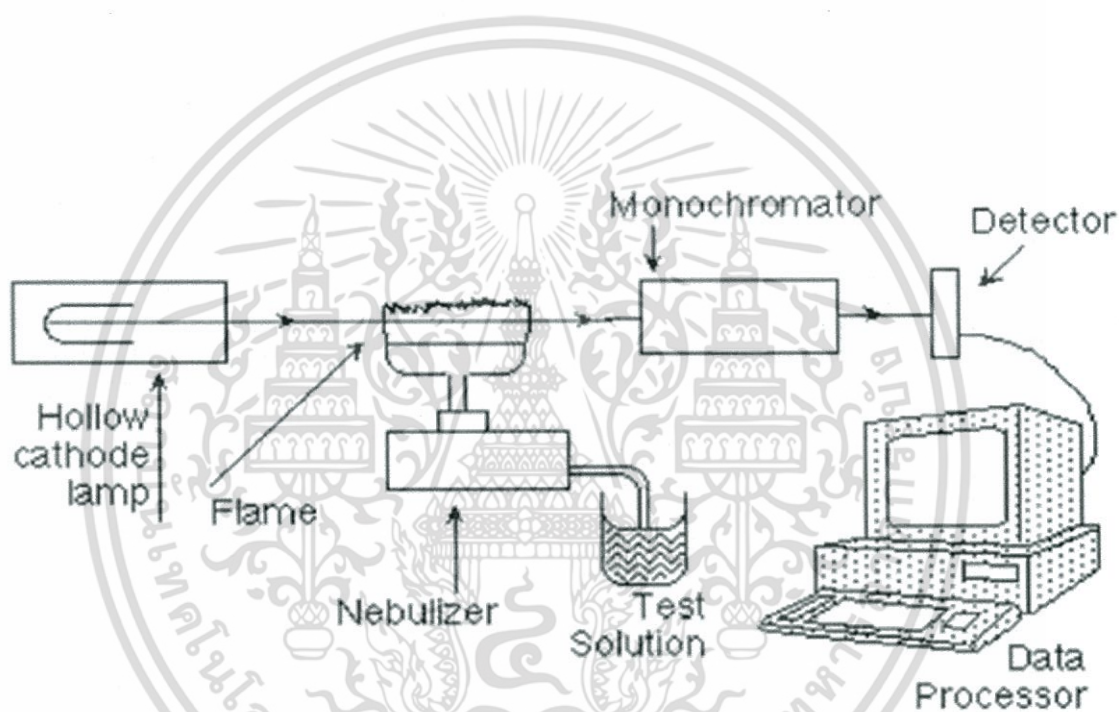 Monochromator
Detector
Hollow
cathode
lamp
Flame
Nebulizer
Test
Solution
Data
Processor